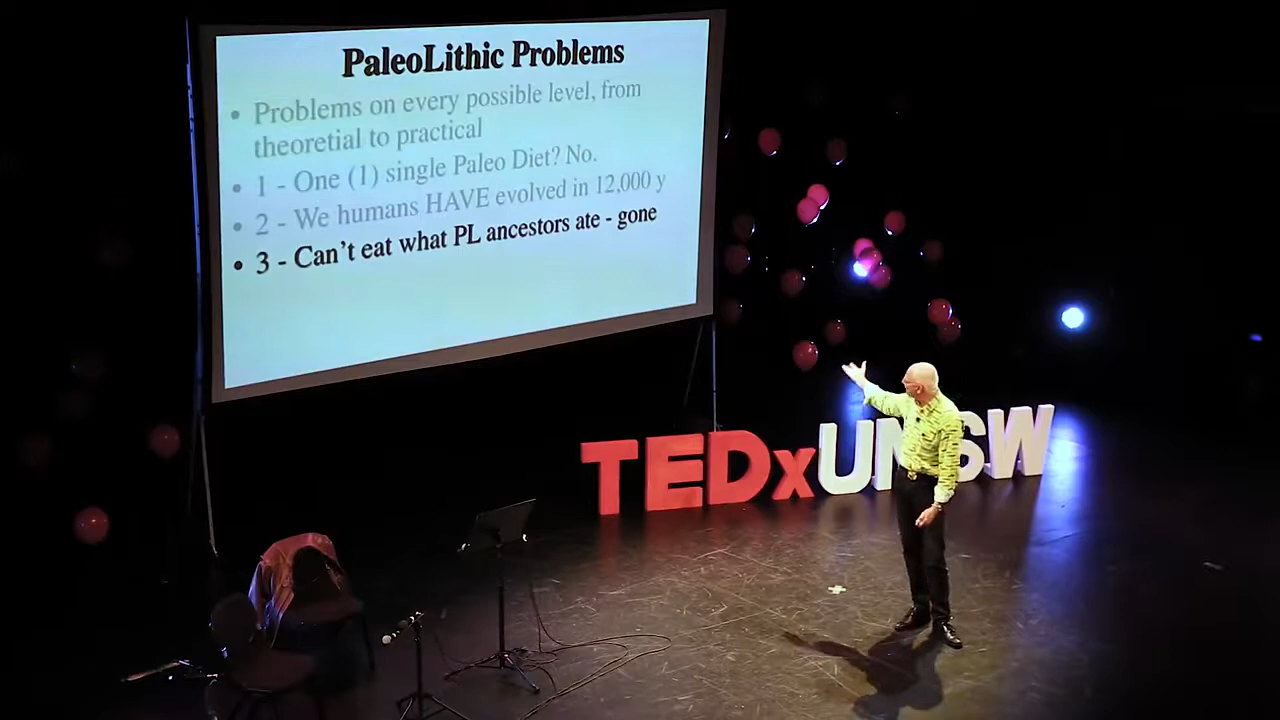 PaleoLithic Problems
• Problems on every possible level, from
theoretial to practical
• 1 - One (1) single Paleo Diet? No.
• 2 - We humans HAVE evolved in 12,000 y
• 3 - Can't eat what PL ancestors ate - gone
TEDxUNSW